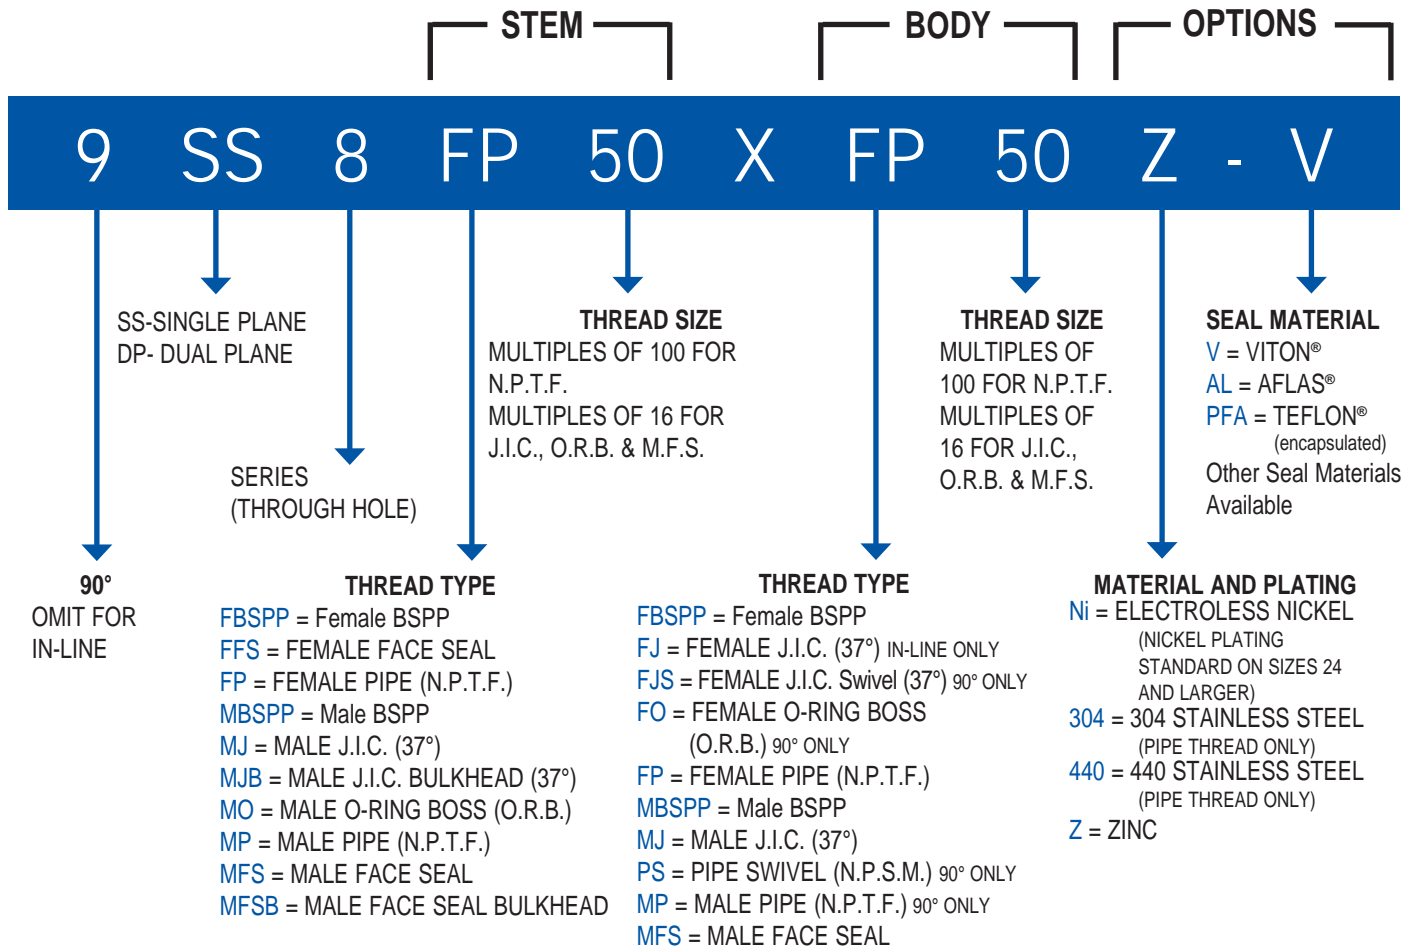 STEM BODY OPTIONS
9 SS 8 FP 50 X FP 50 Z - V
SS-SINGLE PLANE
DP- DUAL PLANE
SERIES
(THROUGH HOLE)
THREAD SIZE
MULTIPLES OF 100 FOR
N.P.T.F.
MULTIPLES OF 16 FOR
J.I.C., O.R.B. & M.F.S.
THREAD SIZE
MULTIPLES OF
100 FOR N.P.T.F.
MULTIPLES OF
16 FOR J.I.C.,
O.R.B. & M.F.S.
SEAL MATERIAL
V = VITON®
AL = AFLAS®
PFA = TEFLON®
(encapsulated)
Other Seal Materials
Available
90°
OMIT FOR
IN-LINE
THREAD TYPE
FBSPP = Female BSPP
FFS = FEMALE FACE SEAL
FP = FEMALE PIPE (N.P.T.F.)
MBSPP = Male BSPP
MJ = MALE J.I.C. (37°)
MJB = MALE J.I.C. BULKHEAD (37°)
MO = MALE O-RING BOSS (O.R.B.)
MP = MALE PIPE (N.P.T.F.)
MFS = MALE FACE SEAL
MFSB = MALE FACE SEAL BULKHEAD
THREAD TYPE
FBSPP = Female BSPP
FJ = FEMALE J.I.C. (37°) IN-LINE ONLY
FJS = FEMALE J.I.C. Swivel (37°) 90° ONLY
FO = FEMALE O-RING BOSS
(O.R.B.) 90° ONLY
FP = FEMALE PIPE (N.P.T.F.)
MBSPP = Male BSPP
MJ = MALE J.I.C. (37°)
PS = PIPE SWIVEL (N.P.S.M.) 90° ONLY
MP = MALE PIPE (N.P.T.F.) 90° ONLY
MFS = MALE FACE SEAL
MATERIAL AND PLATING
Ni = ELECTROLESS NICKEL
(NICKEL PLATING
STANDARD ON SIZES 24
AND LARGER)
304 = 304 STAINLESS STEEL
(PIPE THREAD ONLY)
440 = 440 STAINLESS STEEL
(PIPE THREAD ONLY)
Z = ZINC